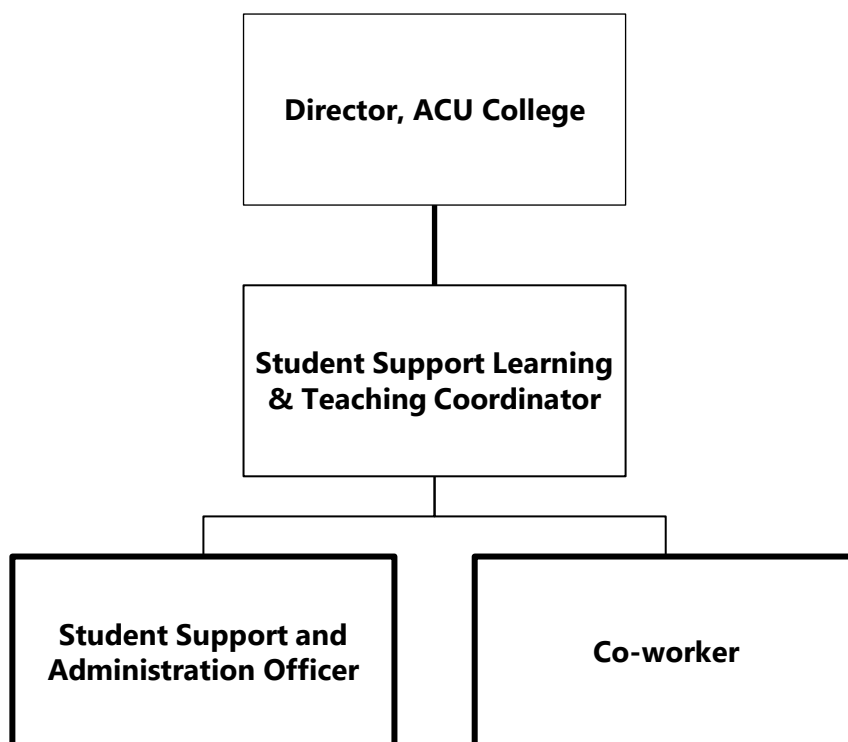 Director, ACU College
Student Support Learning
& Teaching Coordinator
Student Support and
Administration Officer
Co-worker